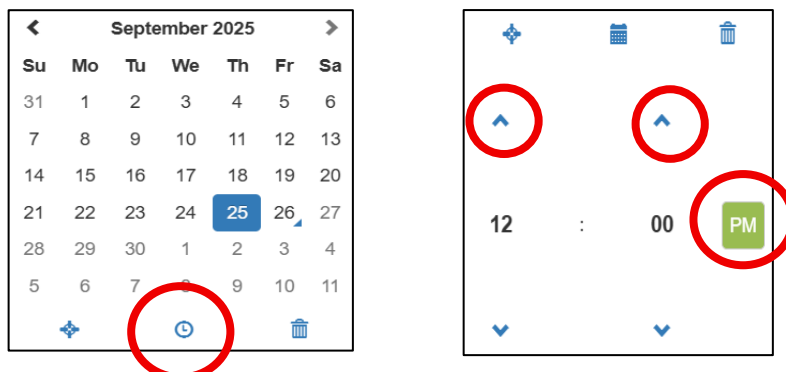 September 2025
Su Mo Tu We Th Fr Sa
31 1 2 3 4 5 6
7 8 9 10 11 12 13
14 15 16 17 18 19 20
21 22 23 24 25 26 27
28 29 30 1 2 3 4
5 6 7 8 9 10 11
12 : 00 PM